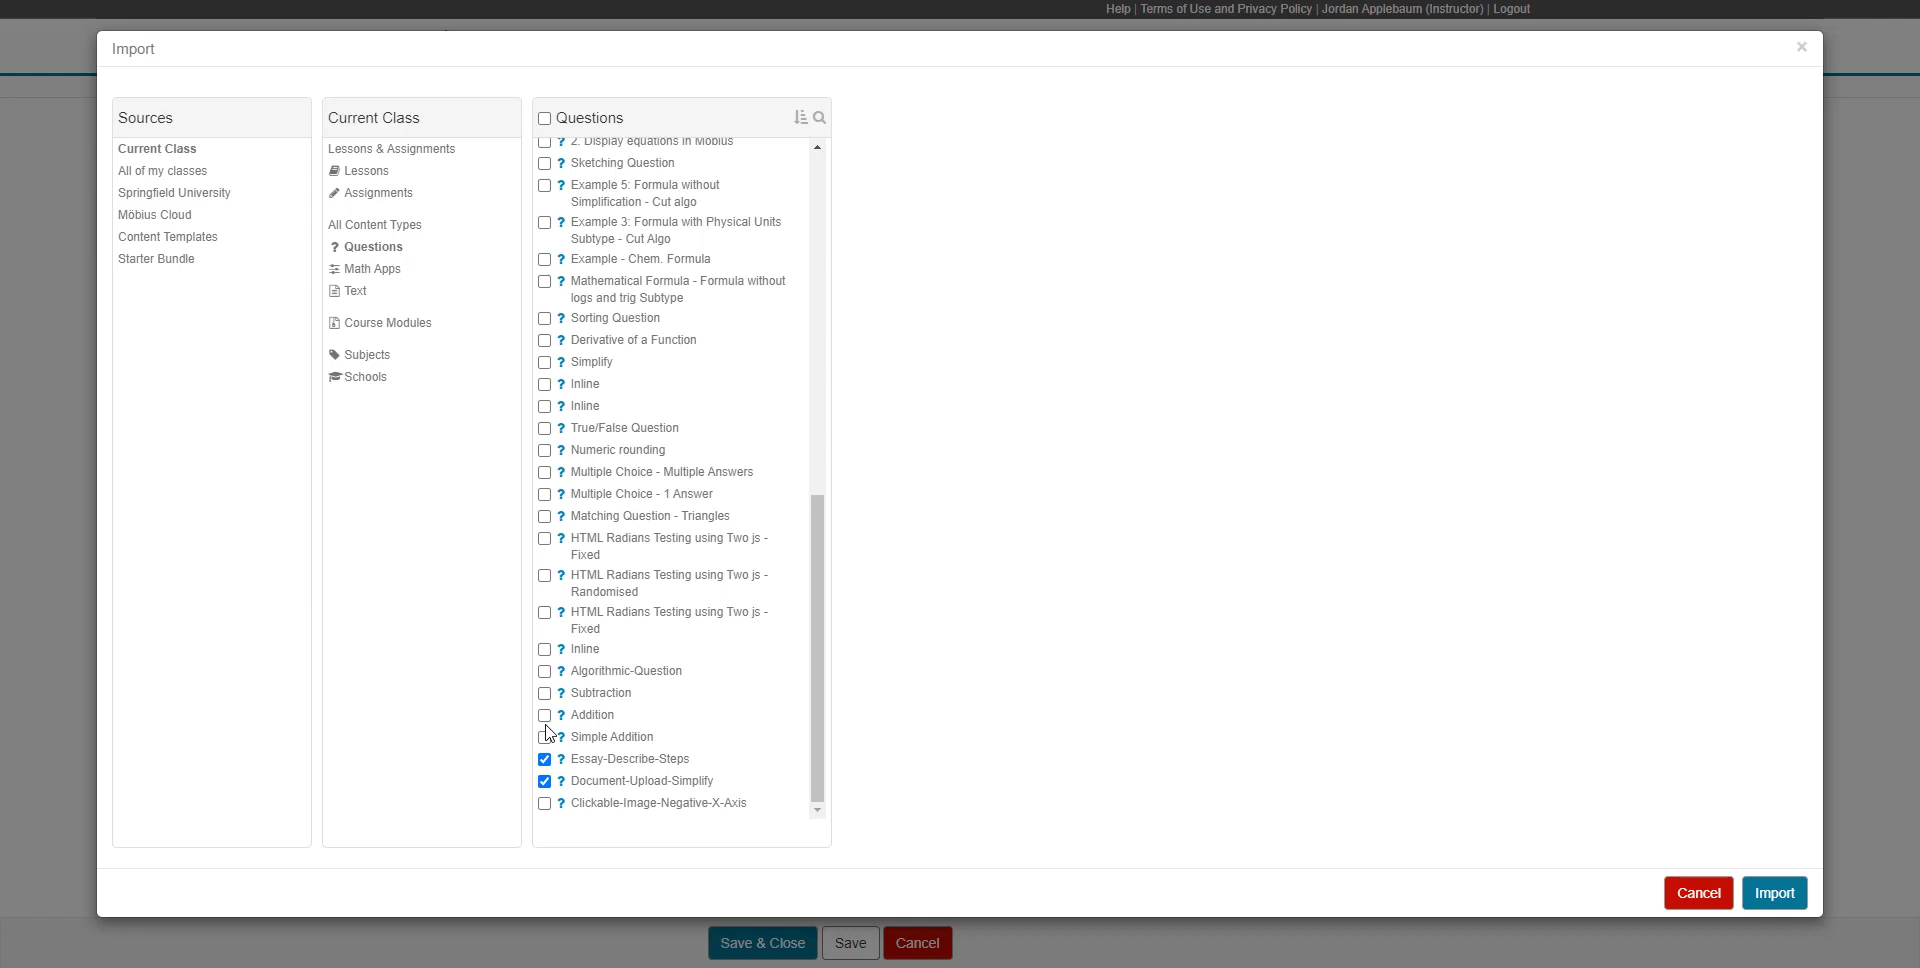 Help | Terms of Use and Privacy Policy | Jordan Applebaum (Instructor) | Logout
Import
×
Sources
Current Class
All of my classes
Springfield University
Möbius Cloud
Content Templates
Starter Bundle
Current Class
Lessons & Assignments
Lessons
Assignments
All Content Types
? Questions
Math Apps
Text
Course Modules
Subjects
Schools
Questions
? 2. Display equations in Möbius
? Sketching Question
? Example 5: Formula without
Simplification - Cut algo
? Example 3: Formula with Physical Units
Subtype - Cut Algo
? Example - Chem. Formula
? Mathematical Formula - Formula without
logs and trig Subtype
? Sorting Question
? Derivative of a Function
? Simplify
? Inline
? Inline
? True/False Question
? Numeric rounding
? Multiple Choice - Multiple Answers
? Multiple Choice - 1 Answer
? Matching Question - Triangles
? HTML Radians Testing using Two js -
Fixed
? HTML Radians Testing using Two js -
Randomised
? HTML Radians Testing using Two js -
Fixed
? Inline
? Algorithmic-Question
? Subtraction
? Addition
? Simple Addition
? Essay-Describe-Steps
? Document-Upload-Simplify
? Clickable-Image-Negative-X-Axis
Cancel
Import
Save & Close
Save
Cancel